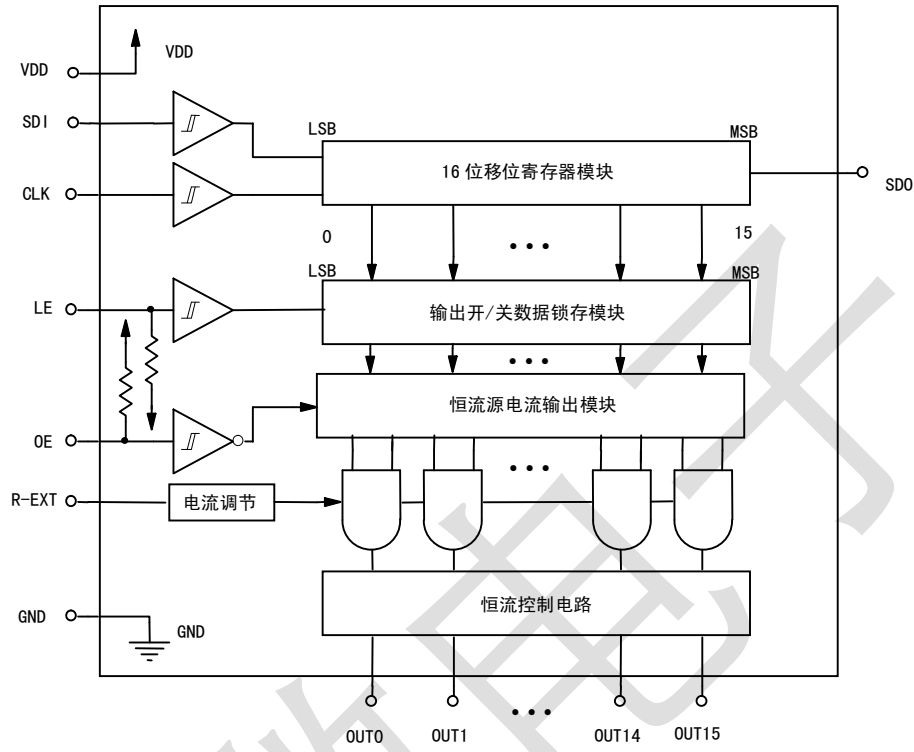 VDD
VDD
SDI
LSB
MSB
16位移位寄存器模块
CLK
SDO
0
15
LSB
MSB
LE
输出开/关数据锁存模块
恒流源电流输出模块
OE
R-EXT
电流调节
恒流控制电路
GND
GND
OUT0
OUT1
OUT14
OUT15
电子